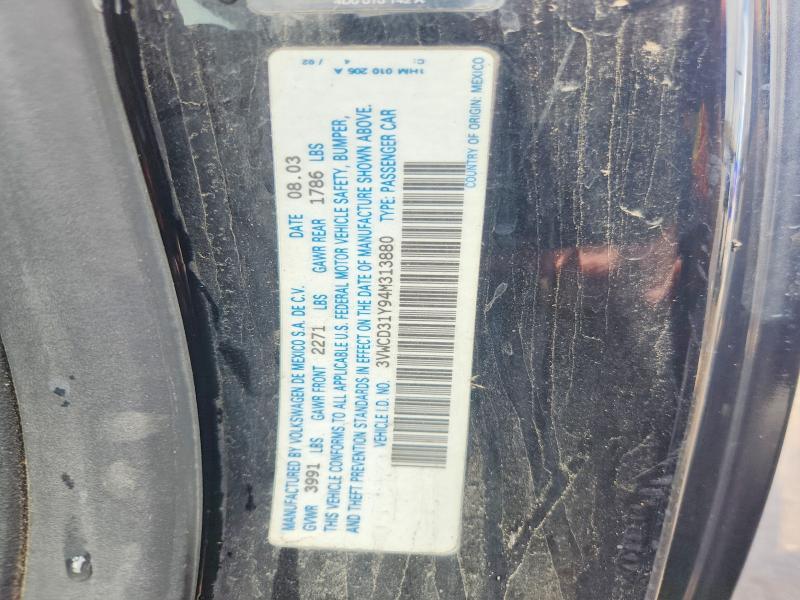 MANUFACTURED BY VOLKSWAGEN DE MEXICO S.A. DE C.V. DATE 08.03
GVWR 3991 LBS GAWR FRONT 2271 LBS GAWR REAR 1786 LBS
THIS VEHICLE CONFORMS TO ALL APPLICABLE U.S. FEDERAL MOTOR VEHICLE SAFETY, BUMPER,
AND THEFT PREVENTION STANDARDS IN EFFECT ON THE DATE OF MANUFACTURE SHOWN ABOVE.
VEHICLE I.D. NO. 3VWCD31Y94M313880 TYPE: PASSENGER CAR
COUNTRY OF ORIGIN: MEXICO
1HM 010 205 A
C: 4 / 92